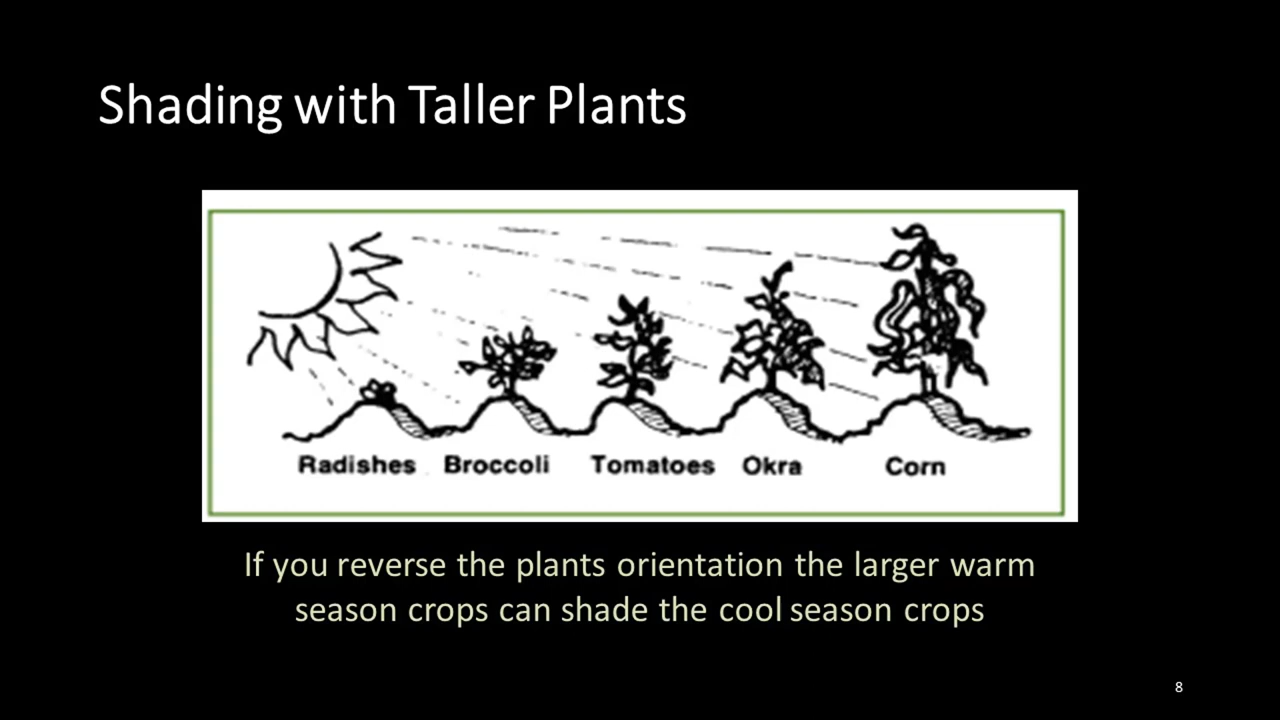 Shading with Taller Plants
Radishes Broccoli Tomatoes Okra Corn
If you reverse the plants orientation the larger warm
season crops can shade the cool season crops
8